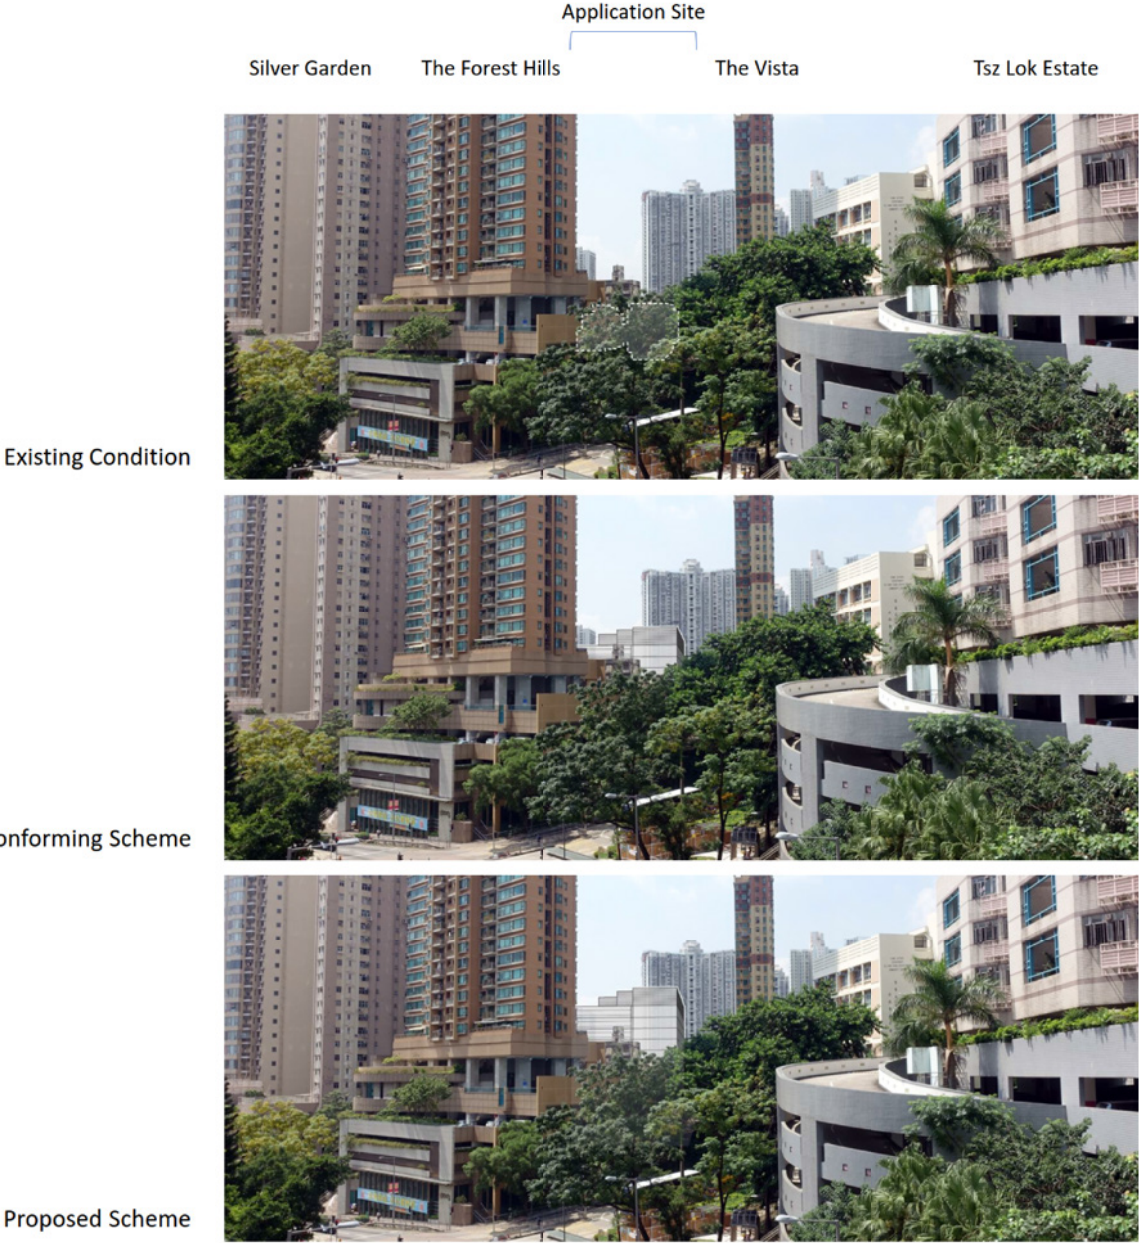 Application Site
Silver Garden The Forest Hills The Vista Tsz Lok Estate
Existing Condition
onforming Scheme
Proposed Scheme